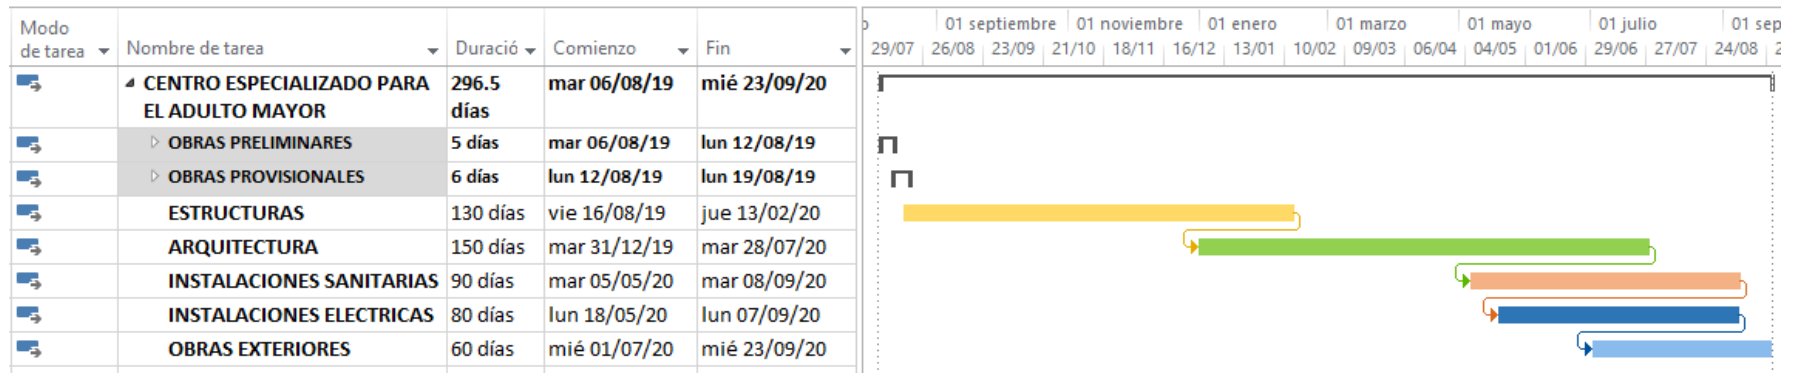 Modo
de tarea
Nombre de tarea
Duració
Comienzo
Fin
01 septiembre 01 noviembre 01 enero 01 marzo 01 mayo 01 julio 01 sep
29/07 26/08 23/09 21/10 18/11 16/12 13/01 10/02 09/03 06/04 04/05 01/06 29/06 27/07 24/08 2
CENTRO ESPECIALIZADO PARA
EL ADULTO MAYOR
296.5
días
mar 06/08/19
mié 23/09/20
OBRAS PRELIMINARES 5 días mar 06/08/19 lun 12/08/19
OBRAS PROVISIONALES 6 días lun 12/08/19 lun 19/08/19
ESTRUCTURAS 130 días vie 16/08/19 jue 13/02/20
ARQUITECTURA 150 días mar 31/12/19 mar 28/07/20
INSTALACIONES SANITARIAS 90 días mar 05/05/20 mar 08/09/20
INSTALACIONES ELECTRICAS 80 días lun 18/05/20 lun 07/09/20
OBRAS EXTERIORES 60 días mié 01/07/20 mié 23/09/20